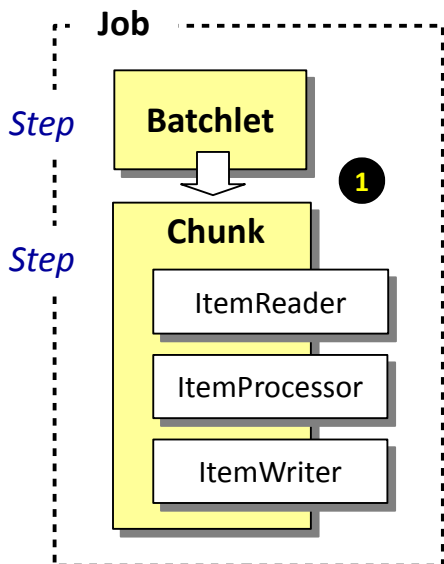 Job
Step
Batchlet
1
Step
Chunk
ItemReader
ItemProcessor
ItemWriter